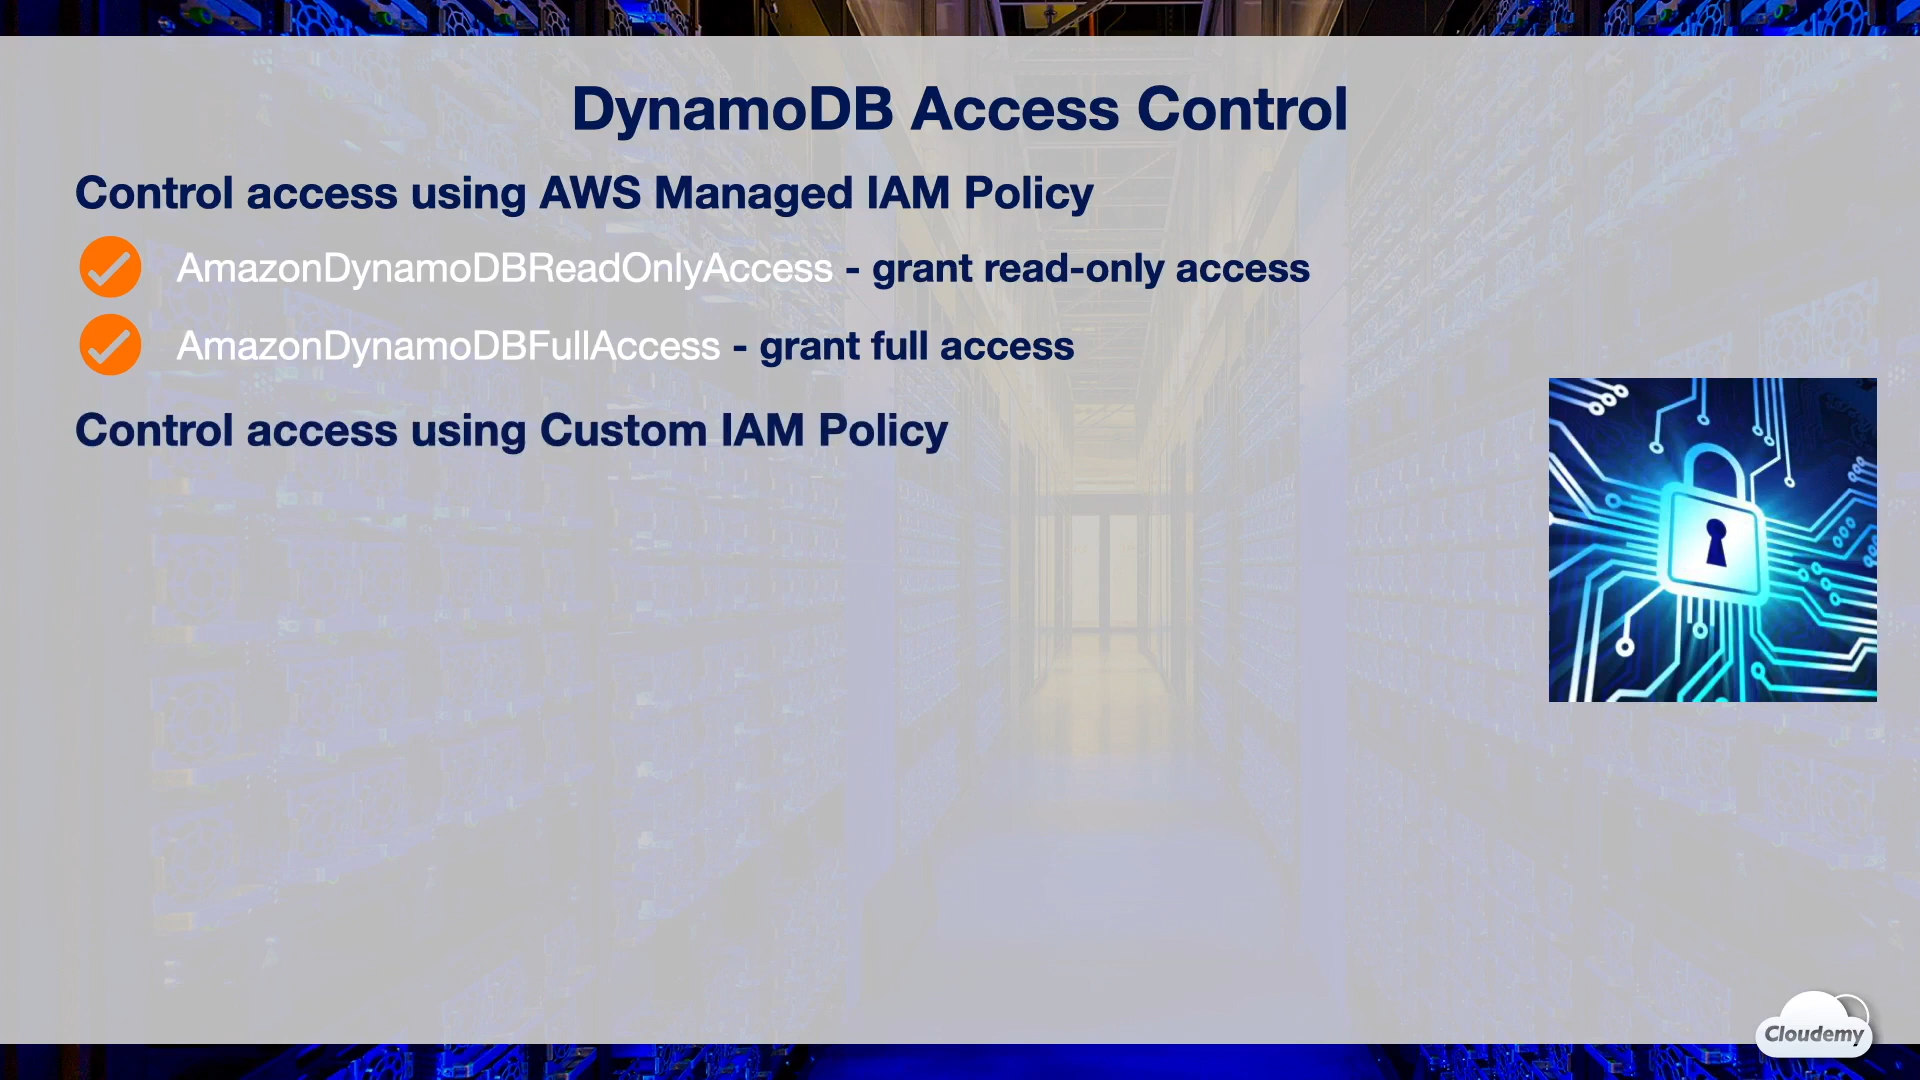 DynamoDB Access Control
Control access using AWS Managed IAM Policy
AmazonDynamoDBReadOnlyAccess - grant read-only access
AmazonDynamoDBFullAccess - grant full access
Control access using Custom IAM Policy
Cloudemy